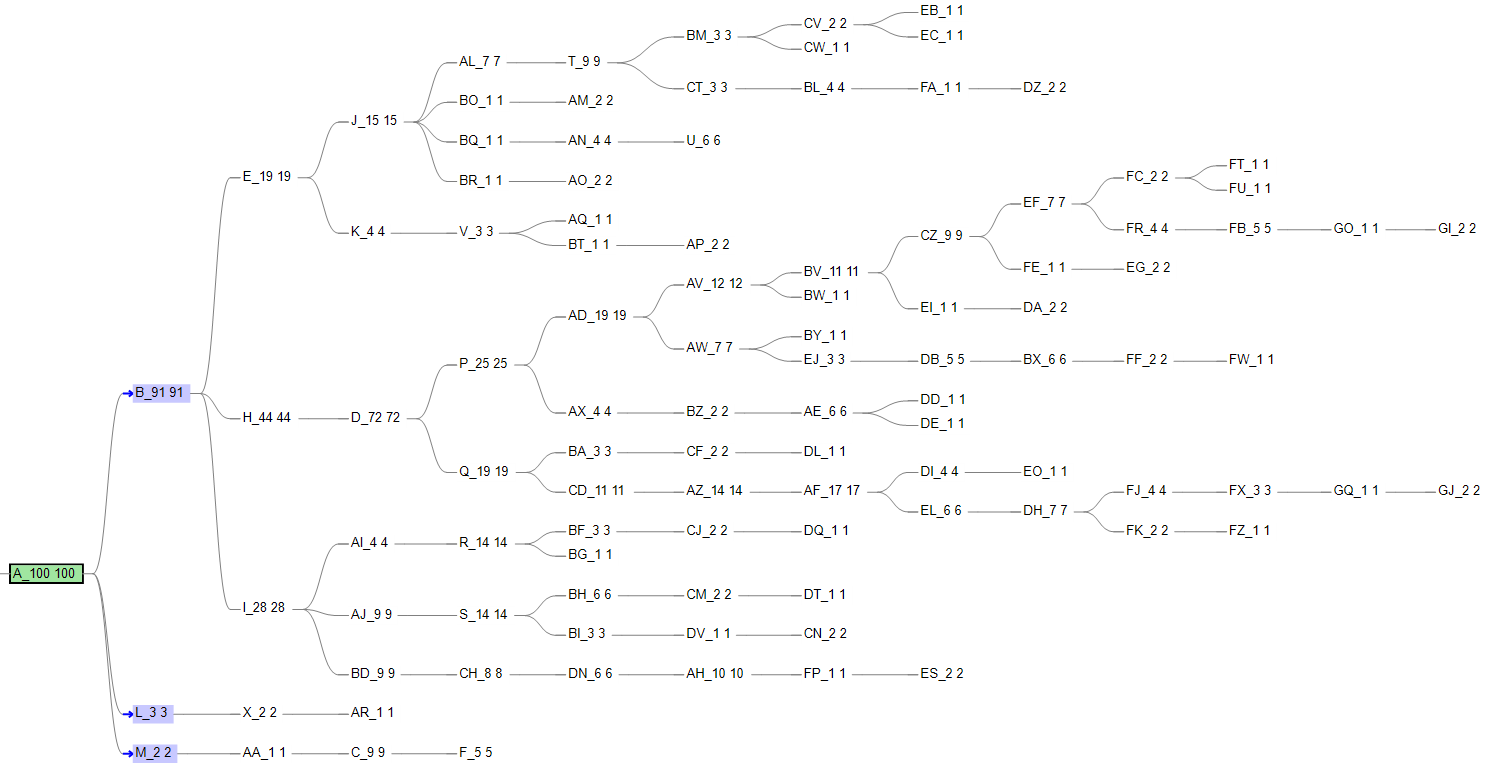 EB_1 1
CV_2 2
BM_3 3
EC_1 1
CW_1 1
AL_7 7
T_9 9
CT_3 3
BL_4 4
FA_1 1
DZ_2 2
BO_1 1
AM_2 2
J_15 15
BQ_1 1
AN_4 4
U_6 6
FT_1 1
E_19 19
BR_1 1
AO_2 2
FC_2 2
FU_1 1
EF_7 7
AQ_1 1
K_4 4
V_3 3
CZ_9 9
FR_4 4
FB_5 5
GO_1 1
GI_2 2
BT_1 1
AP_2 2
BV_11 11
FE_1 1
EG_2 2
AV_12 12
BW_1 1
EI_1 1
DA_2 2
AD_19 19
BY_1 1
AW_7 7
P_25 25
EJ_3 3
DB_5 5
BX_6 6
FF_2 2
FW_1 1
B_91 91
DD_1 1
H_44 44
D_72 72
AX_4 4
BZ_2 2
AE_6 6
DE_1 1
BA_3 3
CF_2 2
DL_1 1
Q_19 19
DI_4 4
EO_1 1
CD_11 11
AZ_14 14
AF_17 17
FJ_4 4
FX_3 3
GQ_1 1
GJ_2 2
EL_6 6
DH_7 7
BF_3 3
CJ_2 2
DQ_1 1
FK_2 2
FZ_1 1
AI_4 4
R_14 14
BG_1 1
A_100 100
BH_6 6
CM_2 2
DT_1 1
I_28 28
AJ_9 9
S_14 14
BI_3 3
DV_1 1
CN_2 2
BD_9 9
CH_8 8
DN_6 6
AH_10 10
FP_1 1
ES_2 2
L_3 3
X_2 2
AR_1 1
M_2 2
AA_1 1
C_9 9
F_5 5